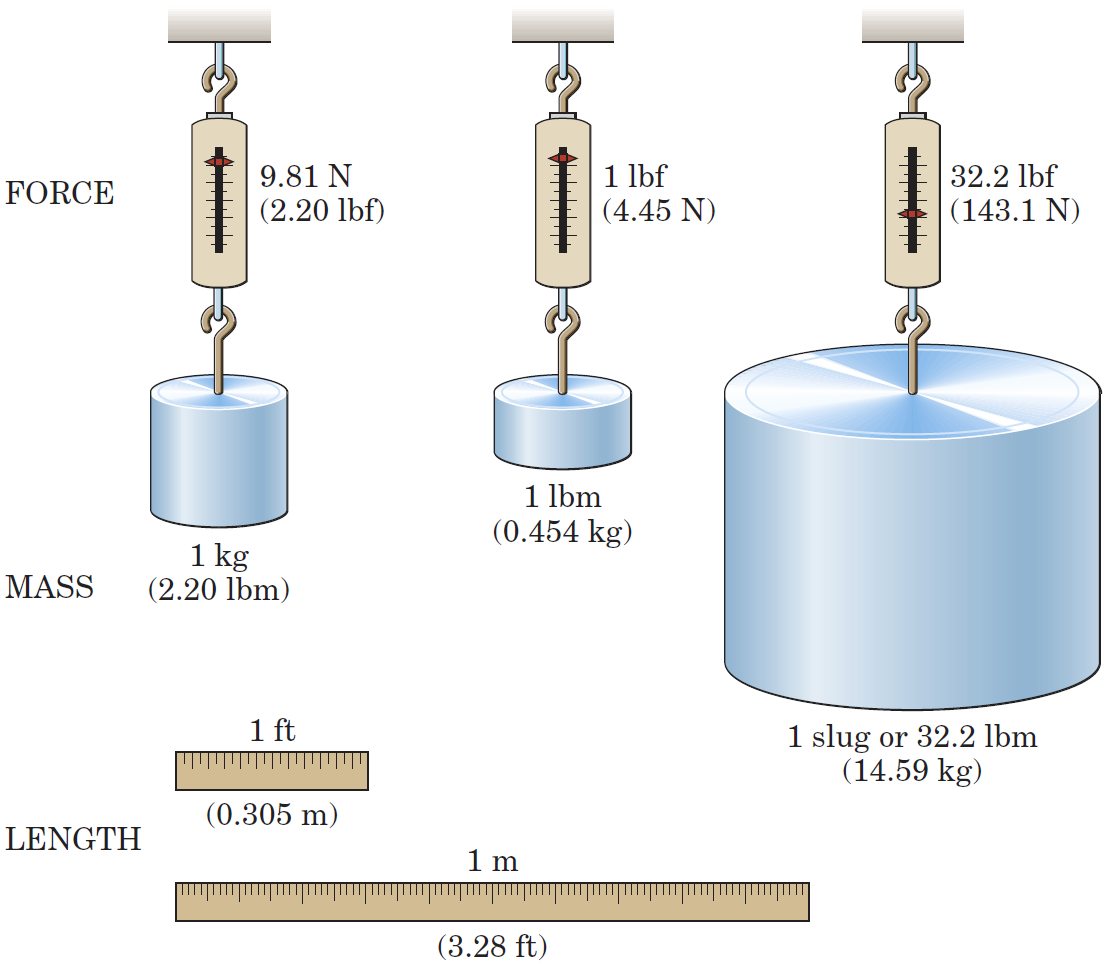 FORCE
9.81 N
(2.20 lbf)
1 lbf
(4.45 N)
32.2 lbf
(143.1 N)
MASS
1 kg
(2.20 lbm)
1 lbm
(0.454 kg)
1 slug or 32.2 lbm
(14.59 kg)
LENGTH
1 ft
(0.305 m)
1 m
(3.28 ft)